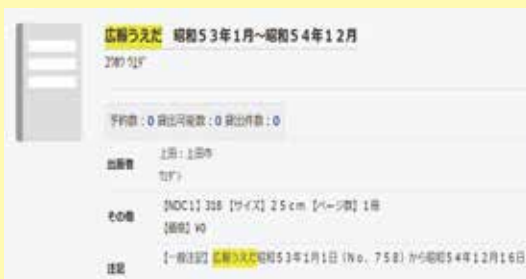 広報うえだ 昭和53年1月~昭和54年12月
コウホウ ウエダ
予約数:0 貸出可能数:0 貸出件数:0
出版者
上田:上田市
ウエダシ
その他
【NDC1】318 【サイズ】25cm 【ページ数】1冊
【価格】¥0
注記
【一般注記】広報うえだ昭和53年1月1日(No.758)から昭和54年12月16日